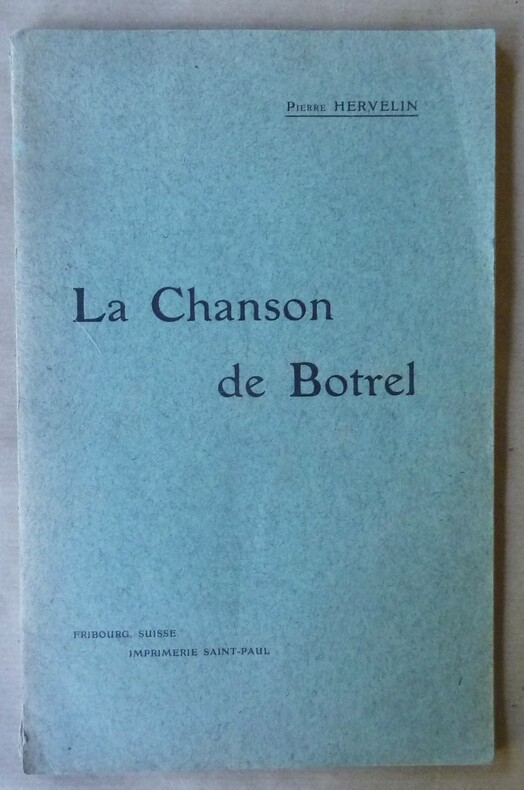 Pierre HERVELIN
La Chanson
de Botrel
FRIBOURG, SUISSE
IMPRIMERIE SAINT-PAUL